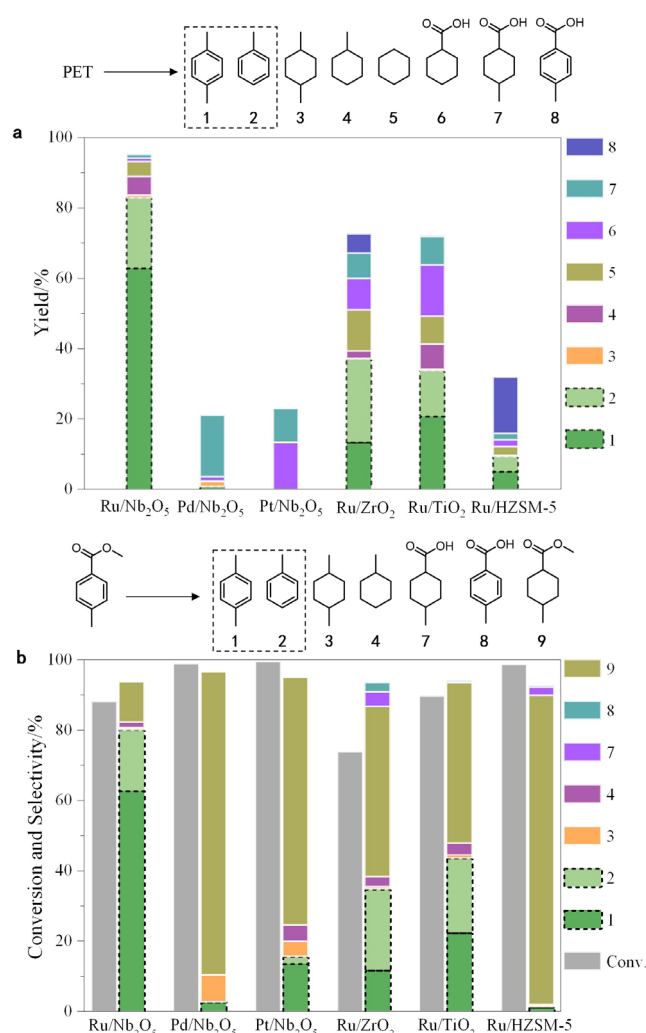 OH OH OH
O O O
PET
1 2 3 4 5 6 7 8
a
100
80
60
40
20
0
Yield/%
8
7
6
5
4
3
2
1
Ru/Nb₂O₅ Pd/Nb₂O₅ Pt/Nb₂O₅ Ru/ZrO₂ Ru/TiO₂ Ru/HZSM-5
O O O OH O OH O O
1 2 3 4 7 8 9
b
100
80
60
40
20
0
Conversion and Selectivity/%
9
8
7
4
3
2
1
Conv.
Ru/Nb₂O₅ Pd/Nb₂O₅ Pt/Nb₂O₅ Ru/ZrO₂ Ru/TiO₂ Ru/HZSM-5